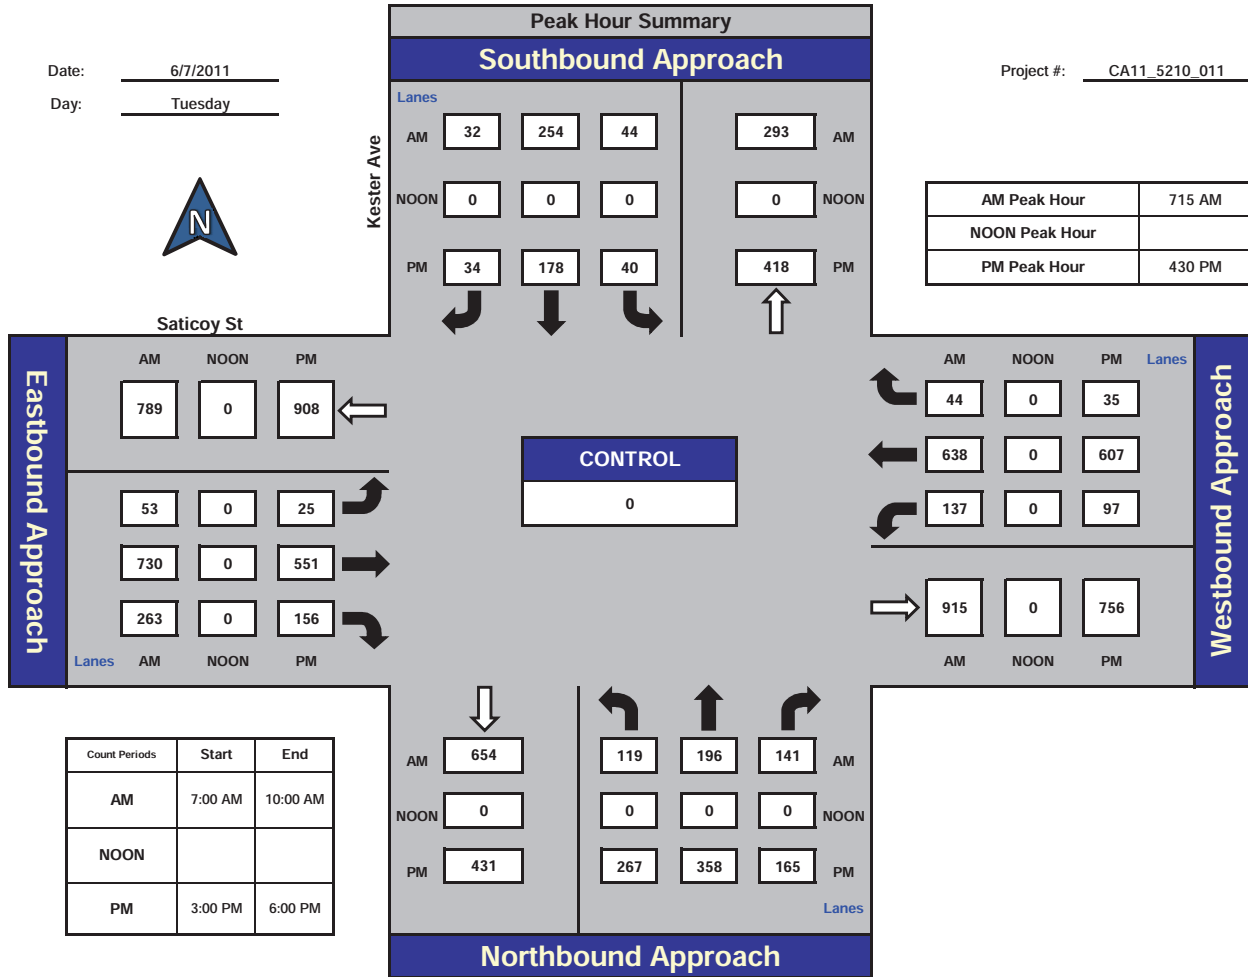 Peak Hour Summary
Southbound Approach
Date: 6/7/2011
Project #: CA11_5210_011
Day: Tuesday
Lanes
Kester Ave
AM 32 254 44 293 AM
NOON 0 0 0 0 NOON
PM 34 178 40 418 PM
N
AM Peak Hour 715 AM
NOON Peak Hour
PM Peak Hour 430 PM
Saticoy St
Eastbound Approach
AM NOON PM
789 0 908
53 0 25
730 0 551
263 0 156
Lanes AM NOON PM
CONTROL
0
AM NOON PM Lanes
44 0 35
638 0 607
137 0 97
915 0 756
AM NOON PM
Westbound Approach
Count Periods Start End
AM 7:00 AM 10:00 AM
NOON
PM 3:00 PM 6:00 PM
AM 654 119 196 141 AM
NOON 0 0 0 0 NOON
PM 431 267 358 165 PM
Lanes
Northbound Approach